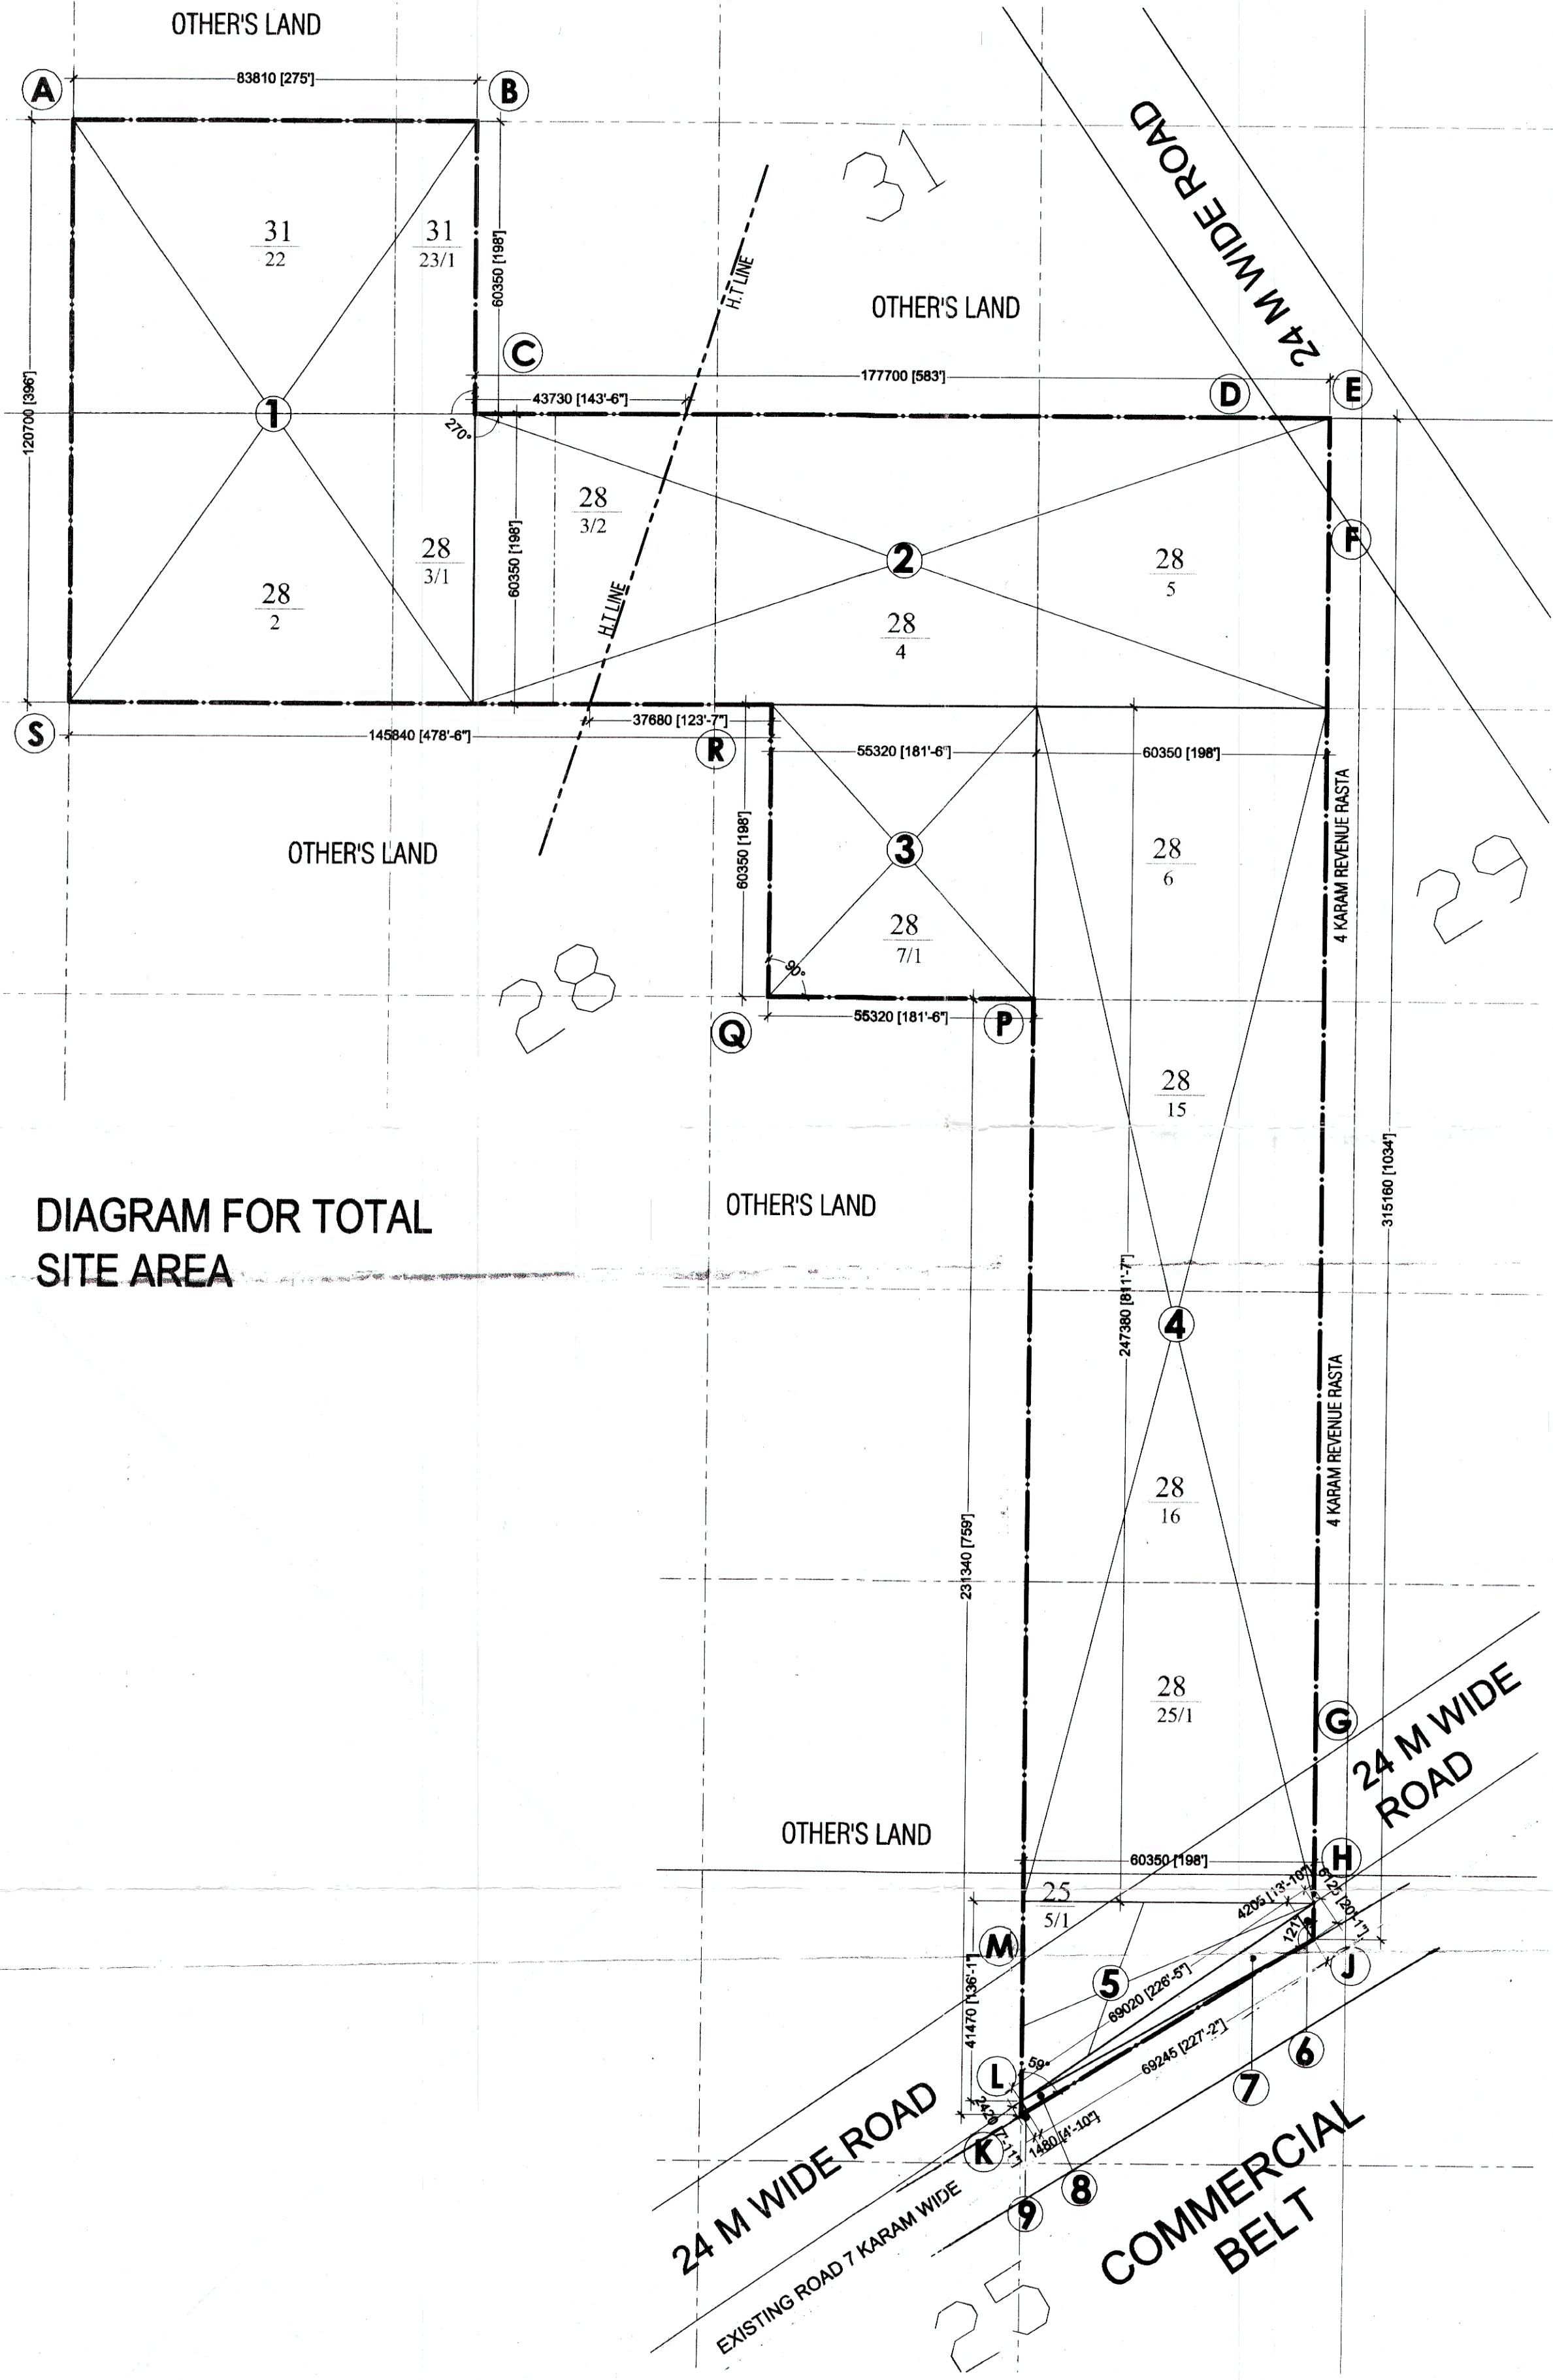 OTHER'S LAND
83810 [275']
A
B
31
24 M WIDE ROAD
31
22
31
23/1
60350 [198']
H.T LINE
OTHER'S LAND
C
177700 [583']
D
E
43730 [143'-6"]
120700 [396']
1
270°
28
3/2
60350 [198']
2
28
5
F
28
3/1
28
2
H.T LINE
28
4
S
145840 [478'-6"]
37680 [123'-7"]
R
55320 [181'-6"]
60350 [198']
OTHER'S LAND
60350 [198']
3
28
6
4 KARAM REVENUE RASTA
29
28
7/1
28
90°
Q
55320 [181'-6"]
P
28
15
315160 [1034']
DIAGRAM FOR TOTAL
SITE AREA
OTHER'S LAND
247380 [811'-7"]
4
4 KARAM REVENUE RASTA
28
16
231340 [759']
28
25/1
G
24 M WIDE
ROAD
OTHER'S LAND
60350 [198']
H
25
5/1
4205 [13'-10"]
6125 [20'-1"]
121°
M
J
5
69020 [226'-5"]
41470 [136'-1"]
69245 [227'-2"]
6
7
59°
L
2420
K
1480 [4'-10"]
8
9
24 M WIDE ROAD
EXISTING ROAD 7 KARAM WIDE
COMMERCIAL
BELT
25